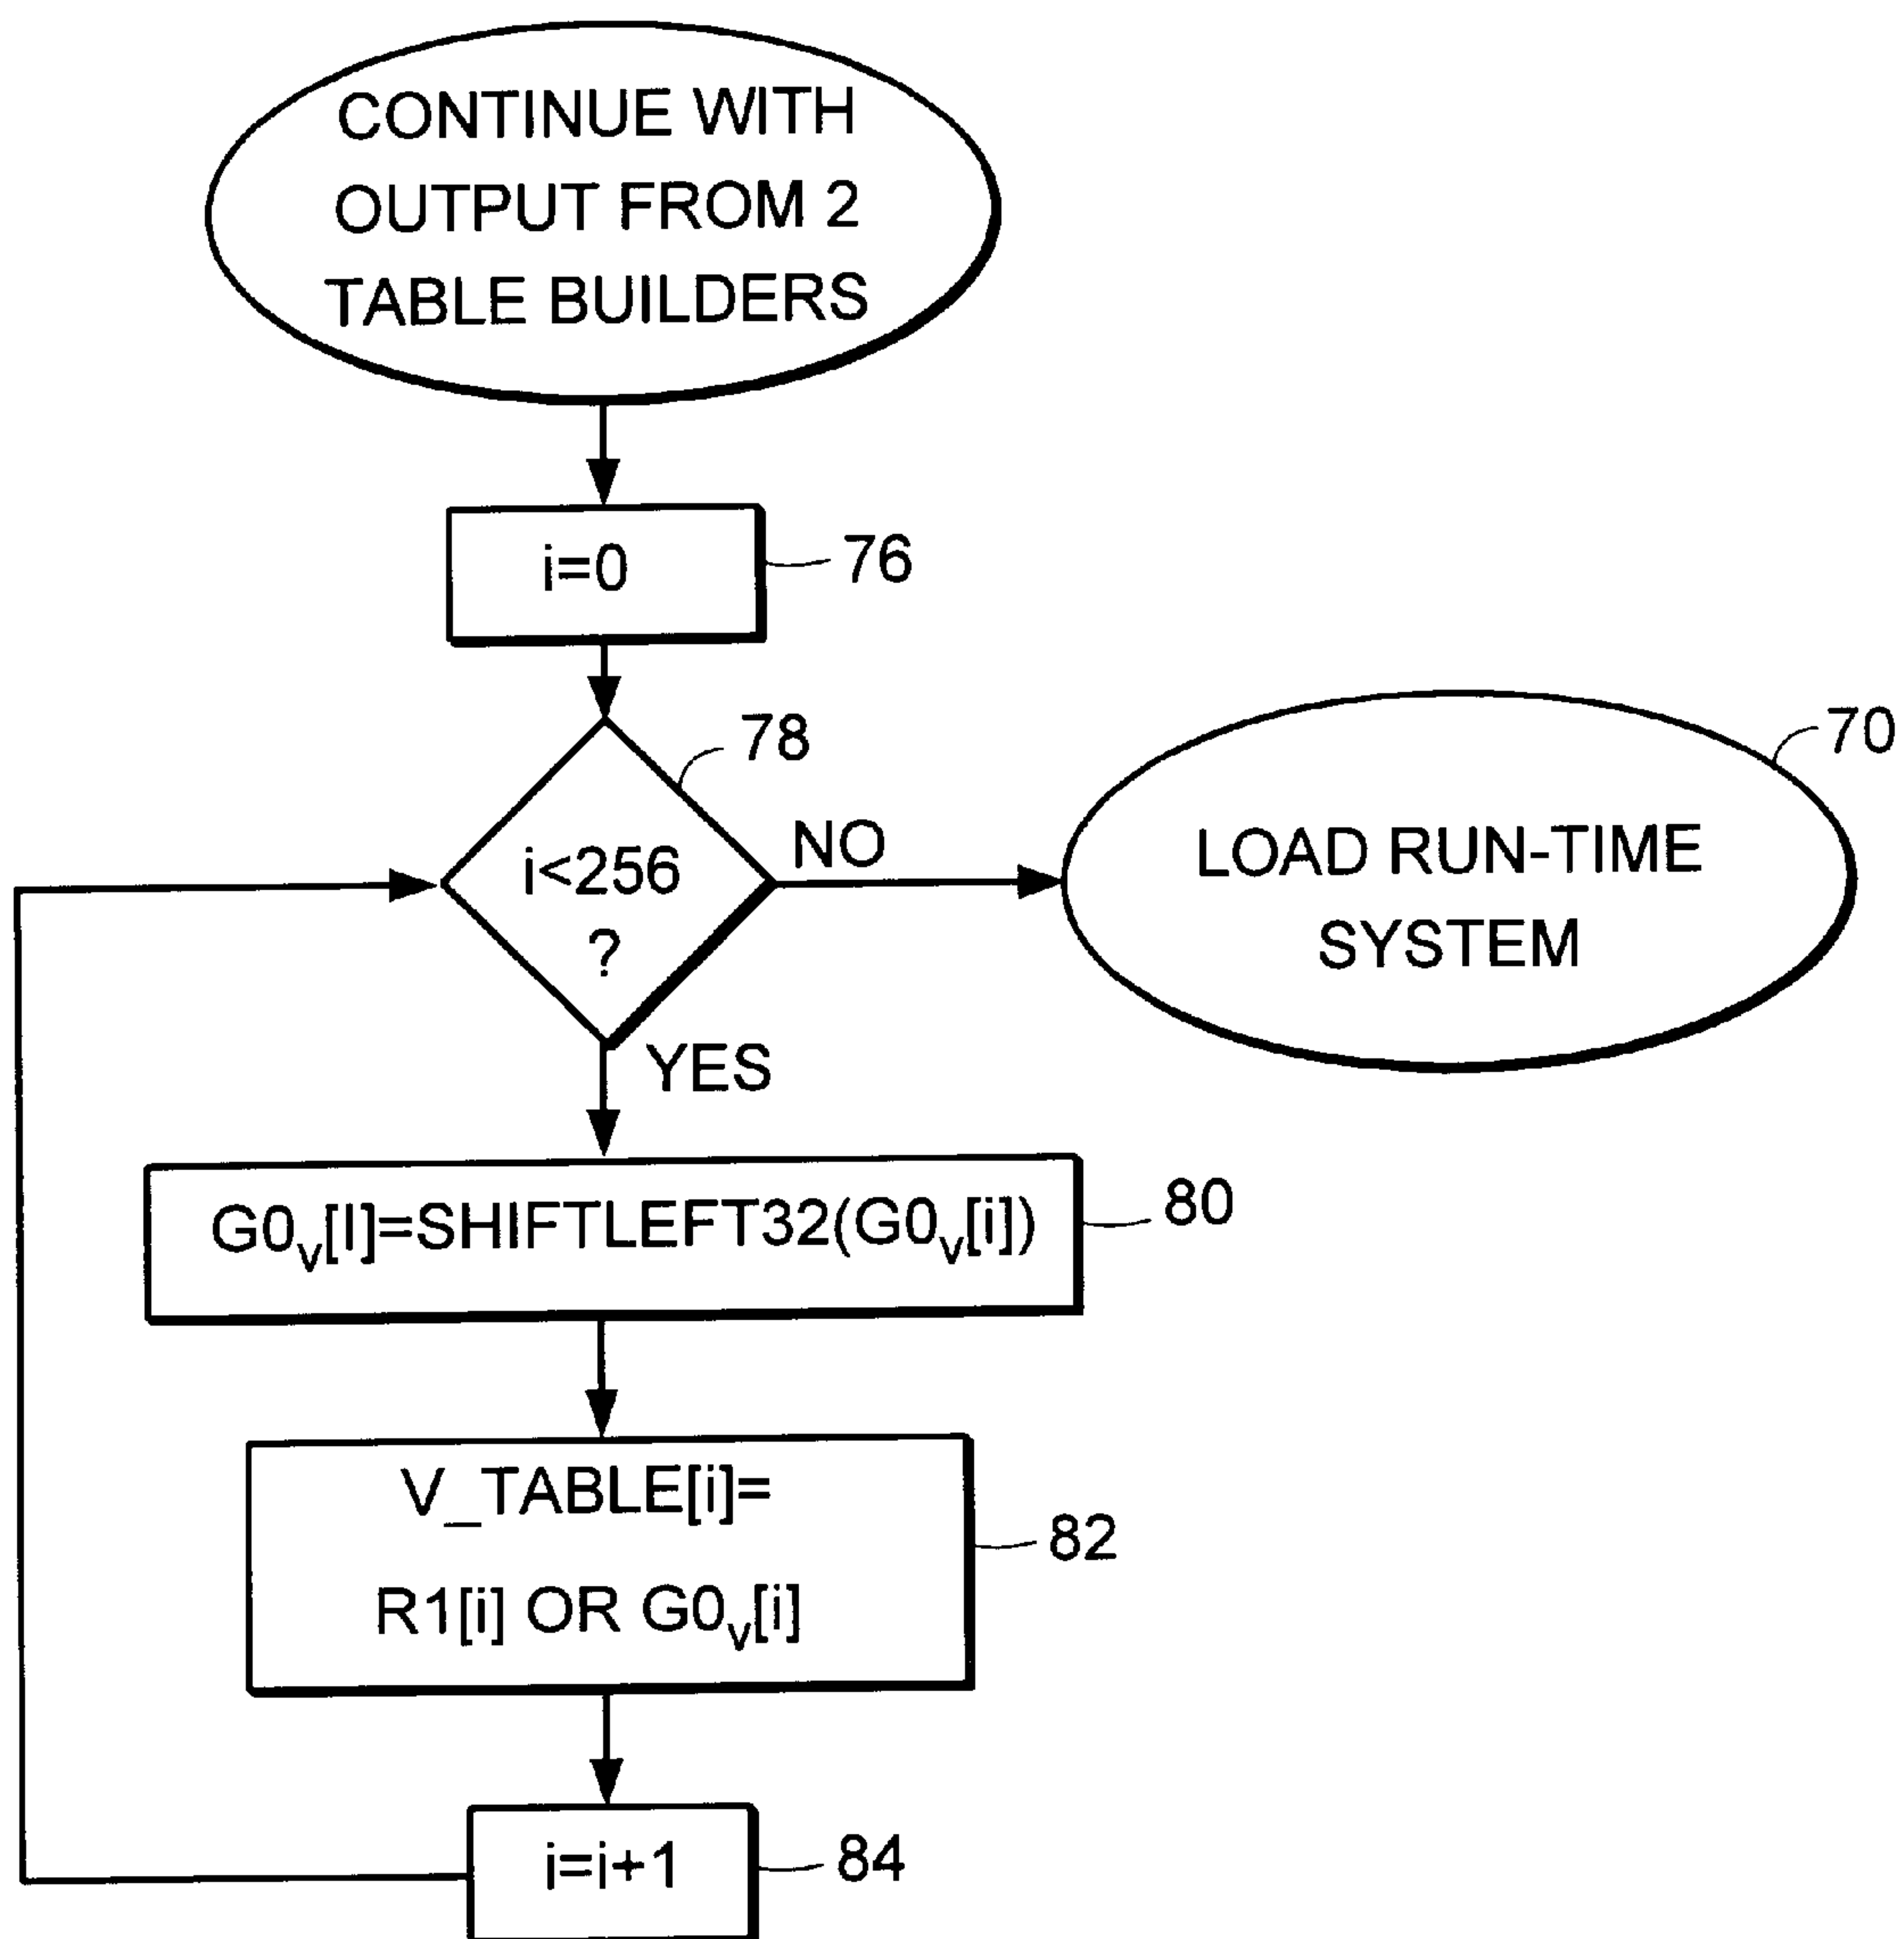 CONTINUE WITH
OUTPUT FROM 2
TABLE BUILDERS
i=0
76
78
i<256
?
NO
70
LOAD RUN-TIME
SYSTEM
YES
G0v[I]=SHIFTLEFT32(G0v[i])
80
V_TABLE[i]=
R1[i] OR G0v[i]
82
i=i+1
84